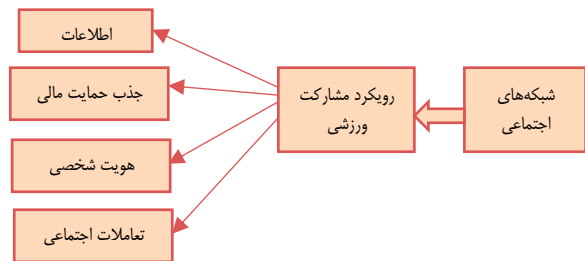 شبکه‌های
اجتماعی
رویکرد مشارکت
ورزشی
اطلاعات
جذب حمایت مالی
هویت شخصی
تعاملات اجتماعی